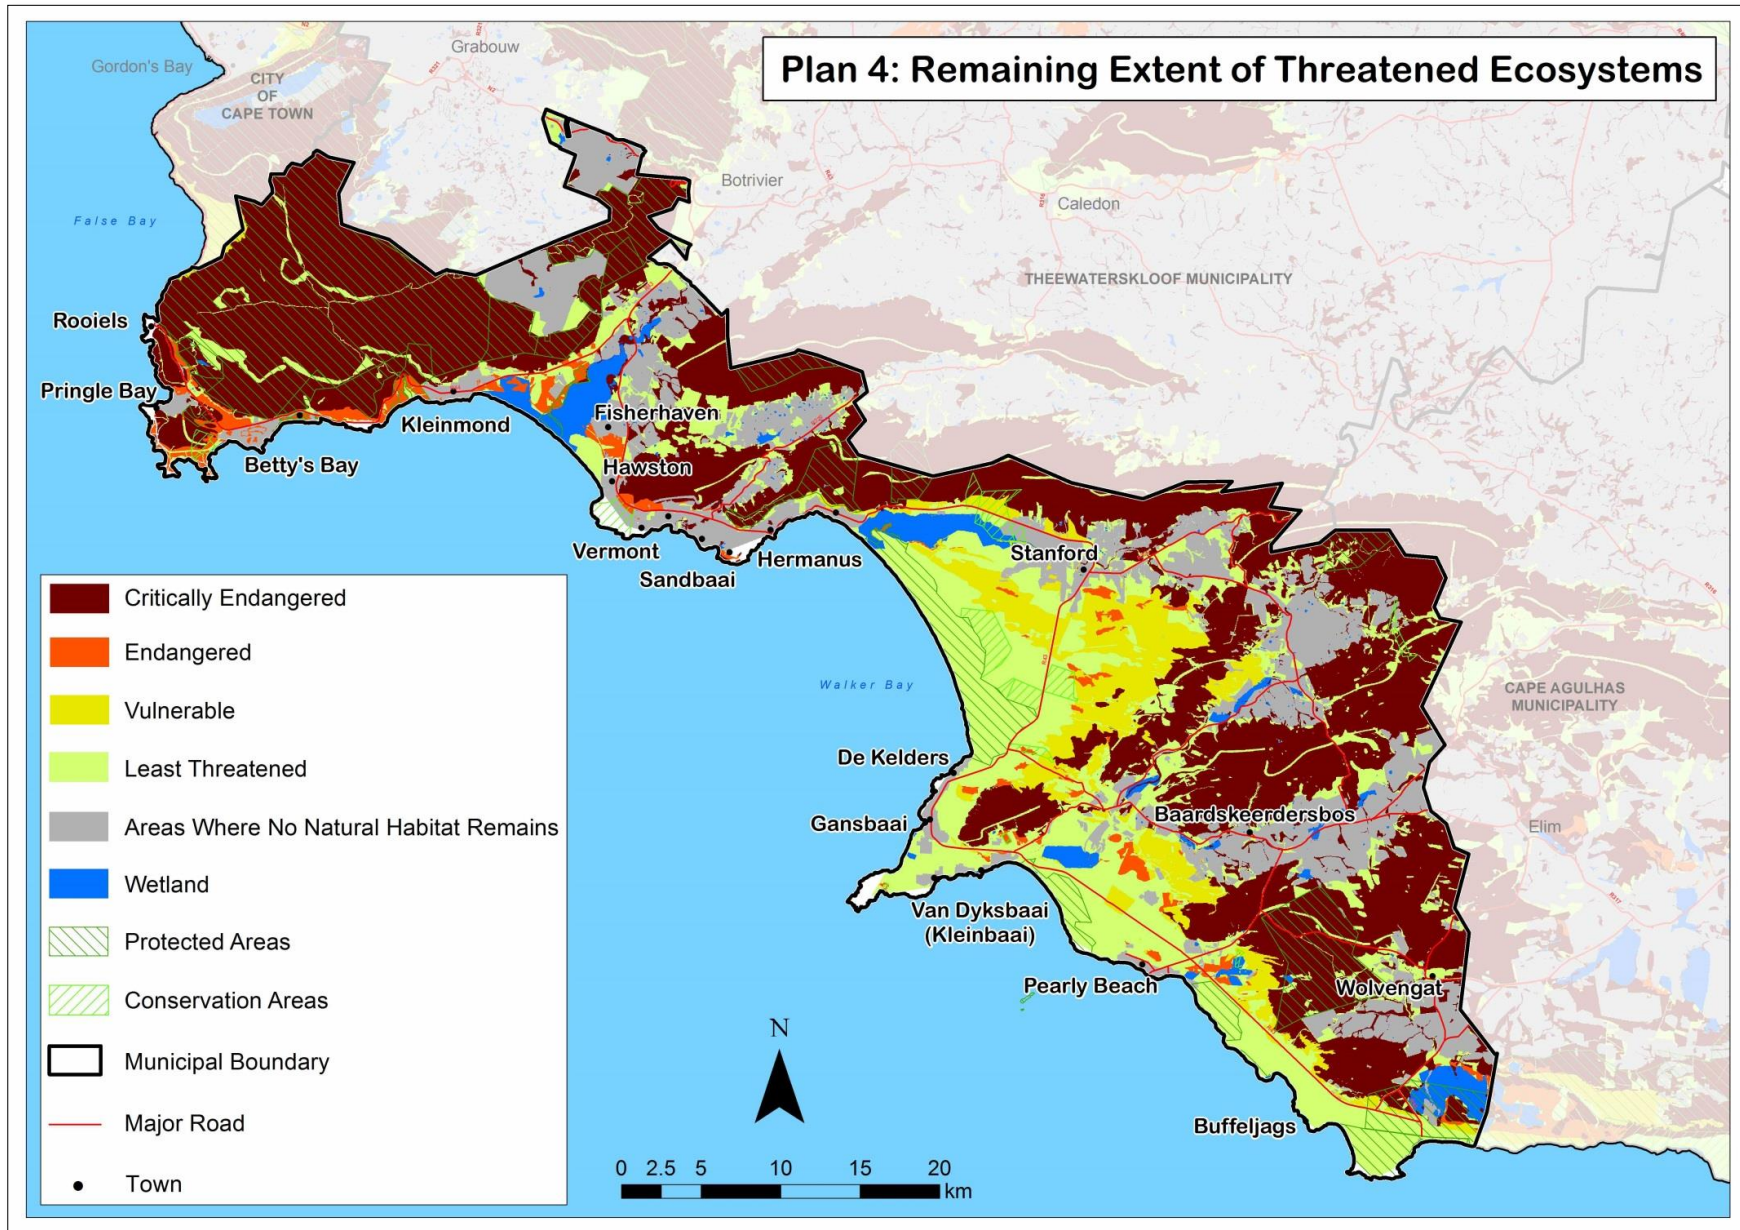 Plan 4: Remaining Extent of Threatened Ecosystems
Gordon's Bay
Grabouw
CITY
OF
CAPE TOWN
Botrivier
Caledon
False Bay
THEEWATERSKLOOF MUNICIPALITY
Rooiels
Pringle Bay
Kleinmond
Fisherhaven
Betty's Bay
Hawston
Vermont
Hermanus
Sandbaai
Stanford
R43
Walker Bay
CAPE AGULHAS
MUNICIPALITY
De Kelders
Gansbaai
Baardskeerdersbos
Elim
Van Dyksbaai
(Kleinbaai)
Pearly Beach
Wolvengat
Buffeljags
Critically Endangered
Endangered
Vulnerable
Least Threatened
Areas Where No Natural Habitat Remains
Wetland
Protected Areas
Conservation Areas
Municipal Boundary
Major Road
Town
N
0 2.5 5 10 15 20
km